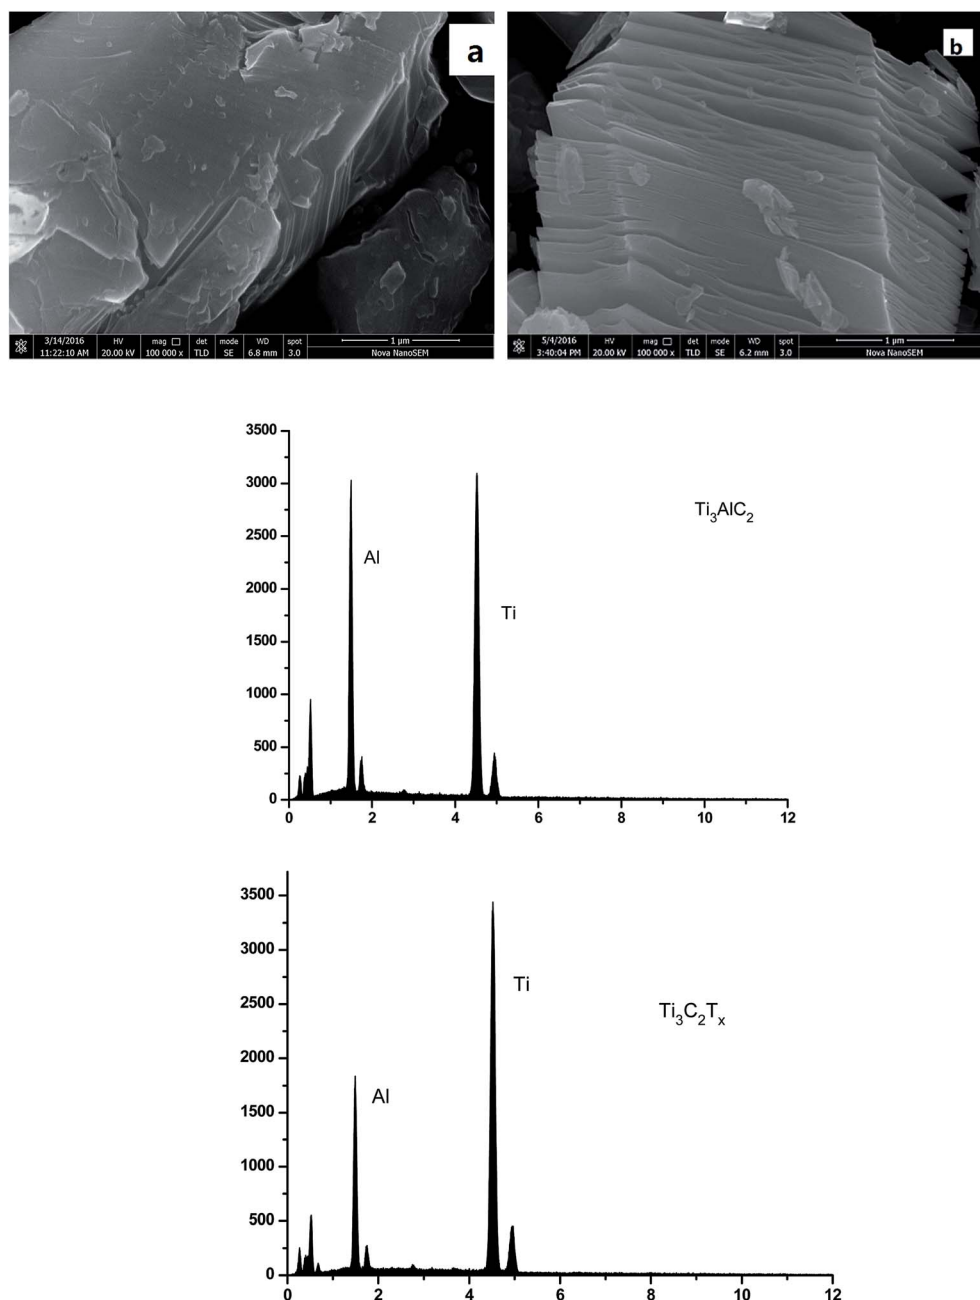 a
b
3/14/2016 HV mag det mode WD spot 1 µm
11:22:10 AM 20.00 kV 100 000 x TLD SE 6.8 mm 3.0 Nova NanoSEM
5/4/2016 HV mag det mode WD spot 1 µm
3:40:04 PM 20.00 kV 100 000 x TLD SE 6.2 mm 3.0 Nova NanoSEM
3500
3000
Ti₃AlC₂
2500
Al
2000
Ti
1500
1000
500
0
0 2 4 6 8 10 12
3500
3000
Ti
Ti₃C₂Tₓ
2500
2000
Al
1500
1000
500
0
0 2 4 6 8 10 12